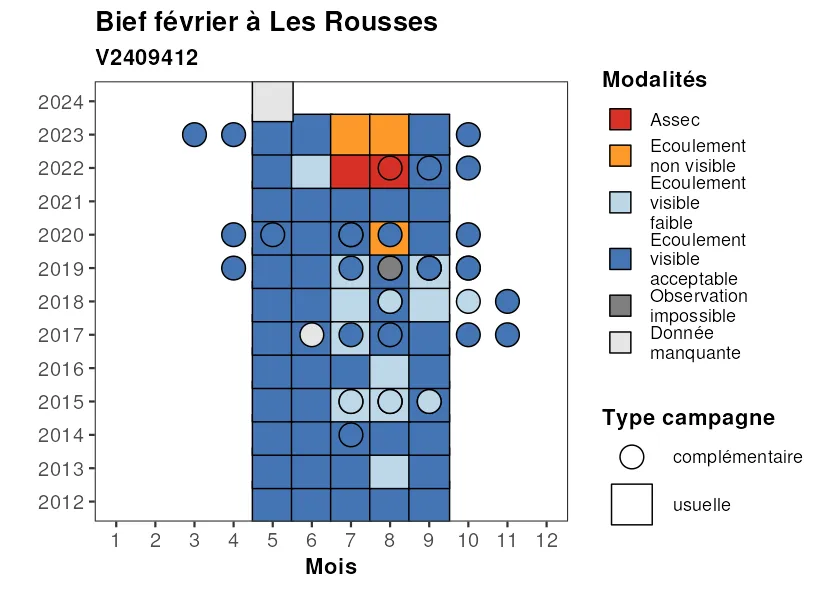 Bief février à Les Rousses
V2409412
2024
2023
2022
2021
2020
2019
2018
2017
2016
2015
2014
2013
2012
1 2 3 4 5 6 7 8 9 10 11 12
Mois
Modalités
Assec
Ecoulement
non visible
Ecoulement
visible
faible
Ecoulement
visible
acceptable
Observation
impossible
Donnée
manquante
Type campagne
complémentaire
usuelle